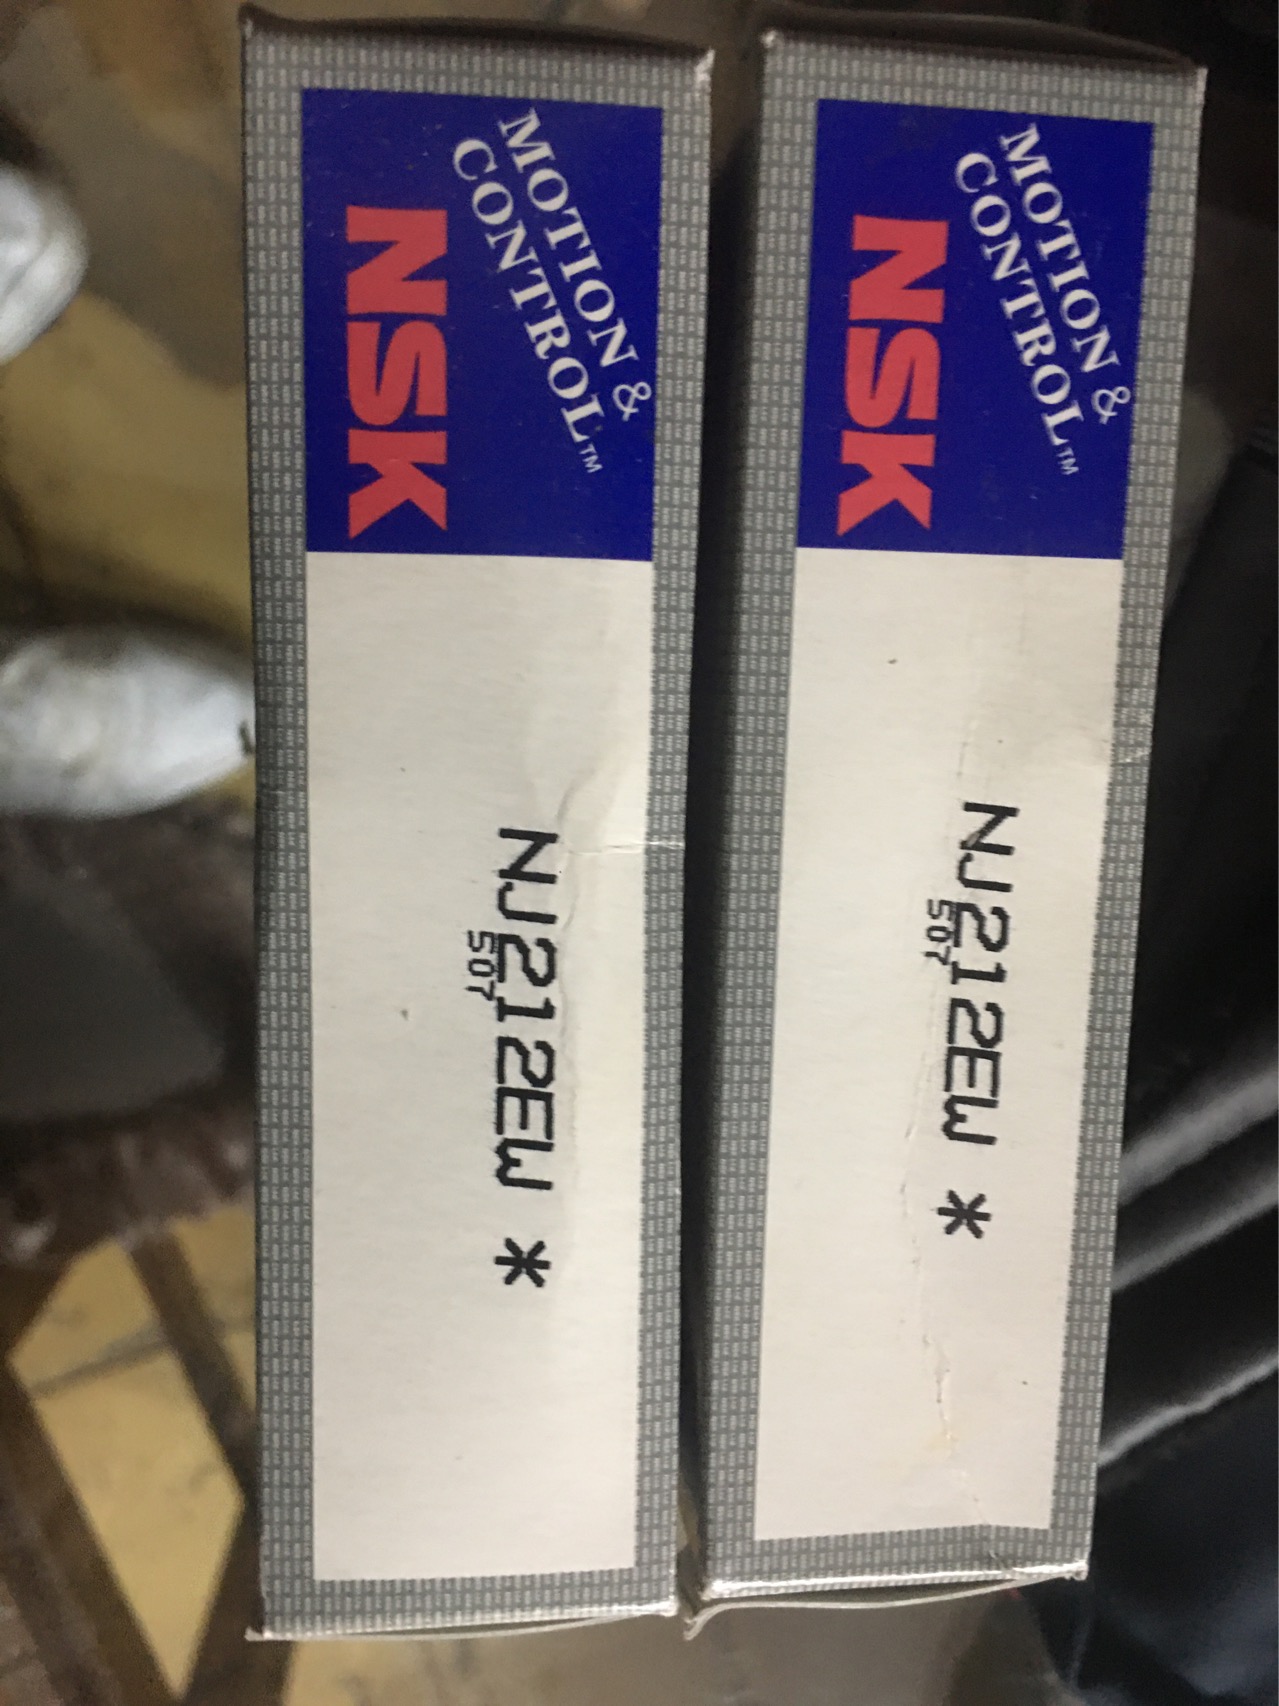 MOTION &
CONTROL™
NSK
NJ212EW *
507
MOTION &
CONTROL™
NSK
NJ212EW *
507